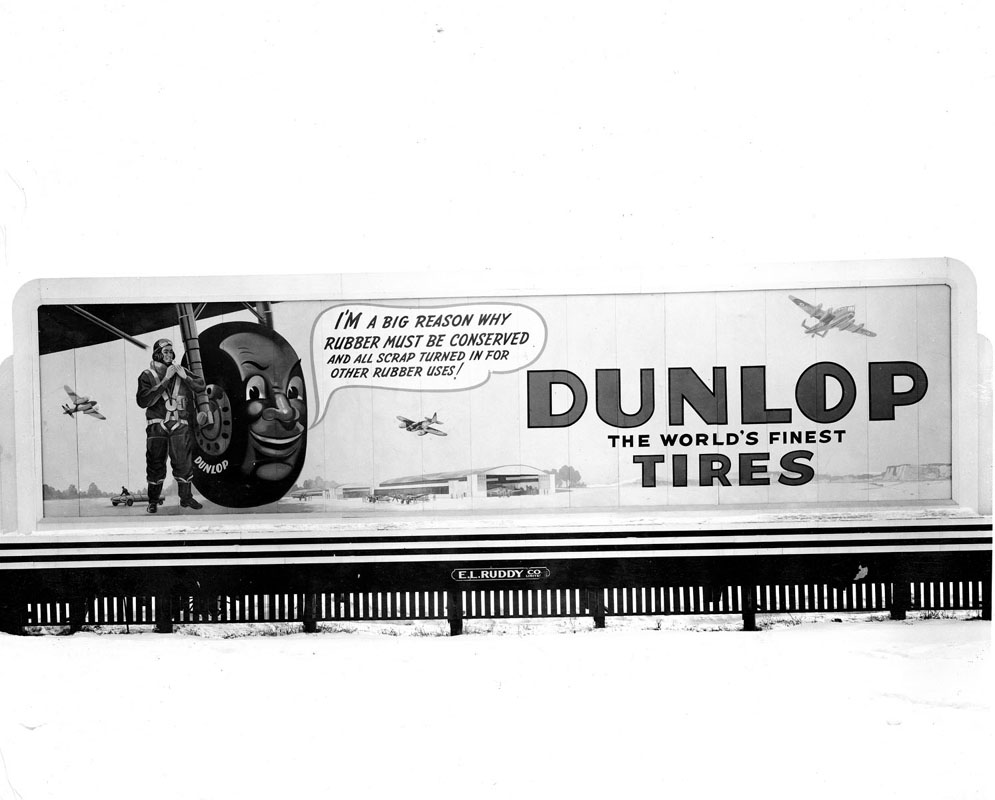 I'M A BIG REASON WHY
RUBBER MUST BE CONSERVED
AND ALL SCRAP TURNED IN FOR
OTHER RUBBER USES!
DUNLOP
DUNLOP
THE WORLD'S FINEST
TIRES
E.L. RUDDY CO.
LIMITED